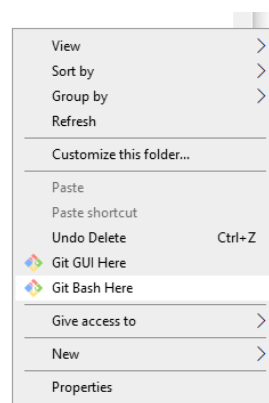 View
Sort by
Group by
Refresh
Customize this folder...
Paste
Paste shortcut
Undo Delete Ctrl+Z
Git GUI Here
Git Bash Here
Give access to
New
Properties